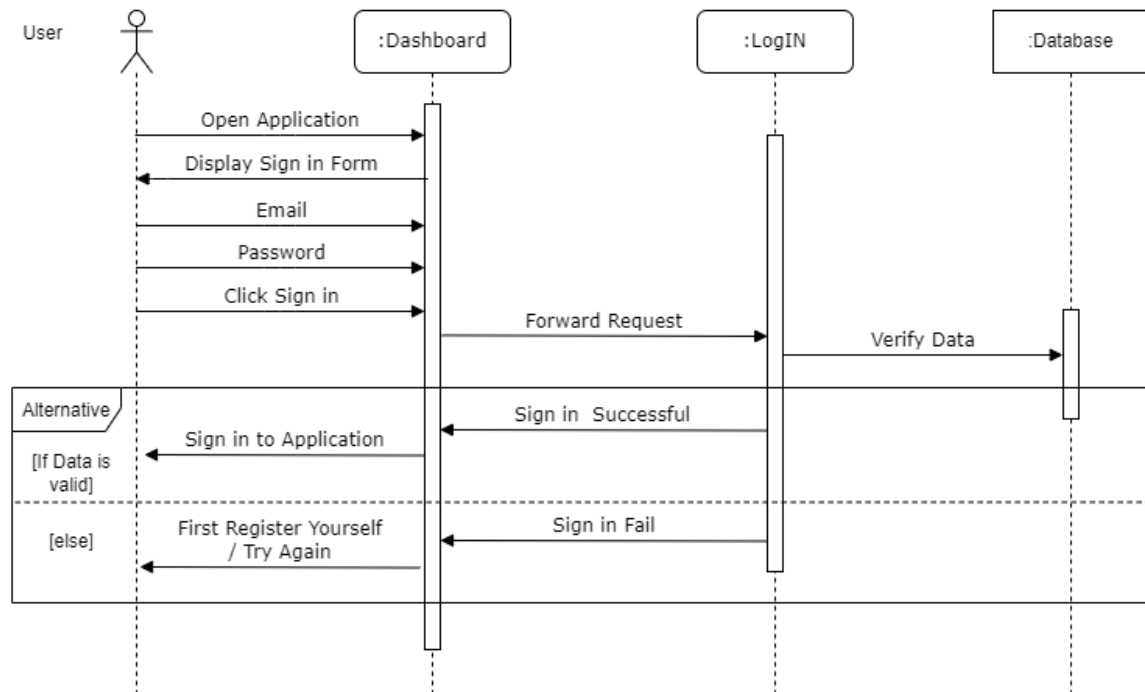 User
:Dashboard
:LogIN
:Database
Open Application
Display Sign in Form
Email
Password
Click Sign in
Forward Request
Verify Data
Alternative
Sign in  Successful
Sign in to Application
[If Data is
valid]
Sign in Fail
[else]
First Register Yourself
/ Try Again